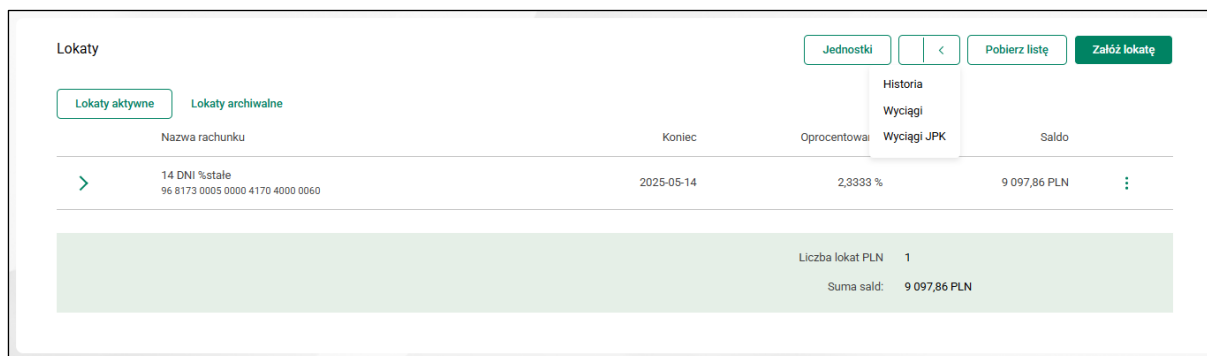 Lokaty
Jednostki
Pobierz listę
Załóż lokatę
Historia
Wyciągi
Wyciągi JPK
Lokaty aktywne
Lokaty archiwalne
Nazwa rachunku Koniec Saldo
14 DNI %stałe
96 8173 0005 0000 4170 4000 0060
2025-05-14 2,3333 % 9 097,86 PLN
Liczba lokat PLN 1
Suma sald: 9 097,86 PLN